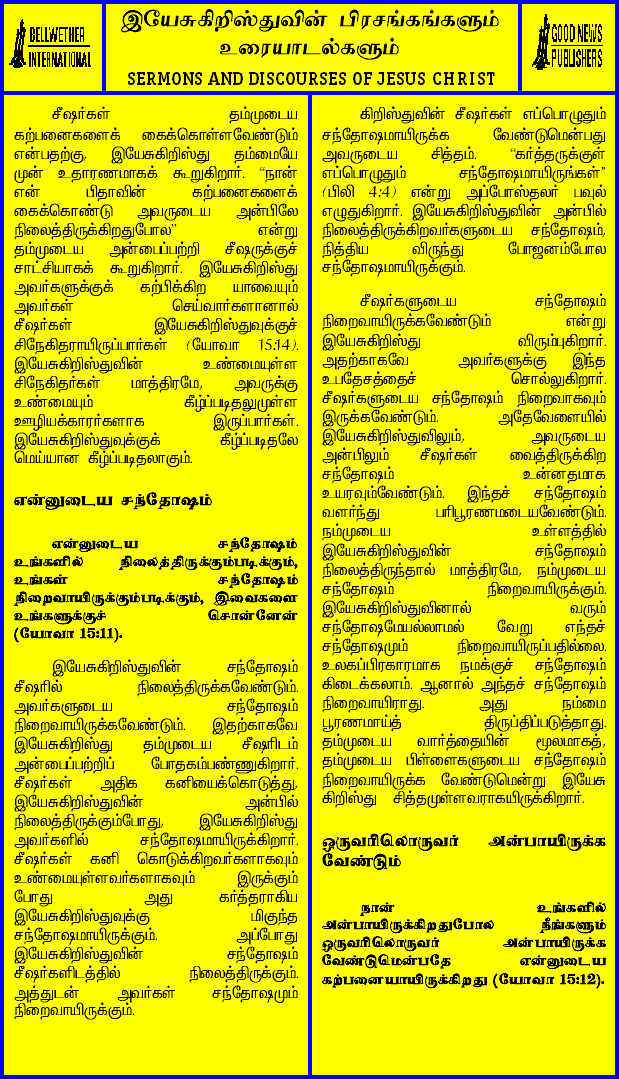 BELLWETHER
INTERNATIONAL
இயேசுகிறிஸ்துவின் பிரசங்கங்களும்
உரையாடல்களும்
SERMONS AND DISCOURSES OF JESUS CHRIST
GOOD NEWS
PUBLISHERS
சீஷர்கள் தம்முடைய
கற்பனைகளைக் கைக்கொள்ளவேண்டும்
என்பதற்கு, இயேசுகிறிஸ்து தம்மையே
முன் உதாரணமாகக் கூறுகிறார். “நான்
என் பிதாவின் கற்பனைகளைக்
கைக்கொண்டு அவருடைய அன்பிலே
நிலைத்திருக்கிறதுபோல” என்று
தம்முடைய அன்பைப்பற்றி சீஷருக்குச்
சாட்சியாகக் கூறுகிறார். இயேசுகிறிஸ்து
அவர்களுக்குக் கற்பிக்கிற யாவையும்
அவர்கள் செய்வார்களானால்
சீஷர்கள் இயேசுகிறிஸ்துவுக்குச்
சிநேகிதராயிருப்பார்கள் (யோவா 15:14).
இயேசுகிறிஸ்துவின் உண்மையுள்ள
சிநேகிதர்கள் மாத்திரமே, அவருக்கு
உண்மையும் கீழ்ப்படிதலுமுள்ள
ஊழியக்காரர்களாக இருப்பார்கள்.
இயேசுகிறிஸ்துவுக்குக் கீழ்ப்படிதலே
மெய்யான கீழ்ப்படிதலாகும்.
என்னுடைய சந்தோஷம்
என்னுடைய சந்தோஷம்
உங்களில் நிலைத்திருக்கும்படிக்கும்,
உங்கள் சந்தோஷம்
நிறைவாயிருக்கும்படிக்கும், இவைகளை
உங்களுக்குச் சொன்னேன்
(யோவா 15:11).
இயேசுகிறிஸ்துவின் சந்தோஷம்
சீஷரில் நிலைத்திருக்கவேண்டும்.
அவர்களுடைய சந்தோஷம்
நிறைவாயிருக்கவேண்டும். இதற்காகவே
இயேசுகிறிஸ்து தம்முடைய சீஷரிடம்
அன்பைப்பற்றிப் போதகம்பண்ணுகிறார்.
சீஷர்கள் அதிக கனியைக்கொடுத்து,
இயேசுகிறிஸ்துவின் அன்பில்
நிலைத்திருக்கும்போது, இயேசுகிறிஸ்து
அவர்களில் சந்தோஷமாயிருக்கிறார்.
சீஷர்கள் கனி கொடுக்கிறவர்களாகவும்
உண்மையுள்ளவர்களாகவும் இருக்கும்
போது அது கர்த்தராகிய
இயேசுகிறிஸ்துவுக்கு மிகுந்த
சந்தோஷமாயிருக்கும். அப்போது
இயேசுகிறிஸ்துவின் சந்தோஷம்
சீஷர்களிடத்தில் நிலைத்திருக்கும்.
அத்துடன் அவர்கள் சந்தோஷமும்
நிறைவாயிருக்கும்.
கிறிஸ்துவின் சீஷர்கள் எப்பொழுதும்
சந்தோஷமாயிருக்க வேண்டுமென்பது
அவருடைய சித்தம். “கர்த்தருக்குள்
எப்பொழுதும் சந்தோஷமாயிருங்கள்”
(பிலி 4:4) என்று அப்போஸ்தலர் பவுல்
எழுதுகிறார். இயேசுகிறிஸ்துவின் அன்பில்
நிலைத்திருக்கிறவர்களுடைய சந்தோஷம்,
நித்திய விருந்து போஜனம்போல
சந்தோஷமாயிருக்கும்.
சீஷர்களுடைய சந்தோஷம்
நிறைவாயிருக்கவேண்டும் என்று
இயேசுகிறிஸ்து விரும்புகிறார்.
அதற்காகவே அவர்களுக்கு இந்த
உபதேசத்தைச் சொல்லுகிறார்.
சீஷர்களுடைய சந்தோஷம் நிறைவாகவும்
இருக்கவேண்டும். அதேவேளையில்
இயேசுகிறிஸ்துவிலும், அவருடைய
அன்பிலும் சீஷர்கள் வைத்திருக்கிற
சந்தோஷம் உன்னதமாக
உயரவும்வேண்டும். இந்தச் சந்தோஷம்
வளர்ந்து பரிபூரணமடையவேண்டும்.
நம்முடைய உள்ளத்தில்
இயேசுகிறிஸ்துவின் சந்தோஷம்
நிலைத்திருந்தால் மாத்திரமே, நம்முடைய
சந்தோஷம் நிறைவாயிருக்கும்.
இயேசுகிறிஸ்துவினால் வரும்
சந்தோஷமேயல்லாமல் வேறு எந்தச்
சந்தோஷமும் நிறைவாயிருப்பதில்லை.
உலகப்பிரகாரமாக நமக்குச் சந்தோஷம்
கிடைக்கலாம். ஆனால் அந்தச் சந்தோஷம்
நிறைவாயிராது. அது நம்மை
பூரணமாய்த் திருப்திப்படுத்தாது.
தம்முடைய வார்த்தையின் மூலமாகத்,
தம்முடைய பிள்ளைகளுடைய சந்தோஷம்
நிறைவாயிருக்க வேண்டுமென்று இயேசு
கிறிஸ்து சித்தமுள்ளவராகயிருக்கிறார்.
ஒருவரிலொருவர் அன்பாயிருக்க
வேண்டும்
நான் உங்களில்
அன்பாயிருக்கிறதுபோல நீங்களும்
ஒருவரிலொருவர் அன்பாயிருக்க
வேண்டுமென்பதே என்னுடைய
கற்பனையாயிருக்கிறது (யோவா 15:12).